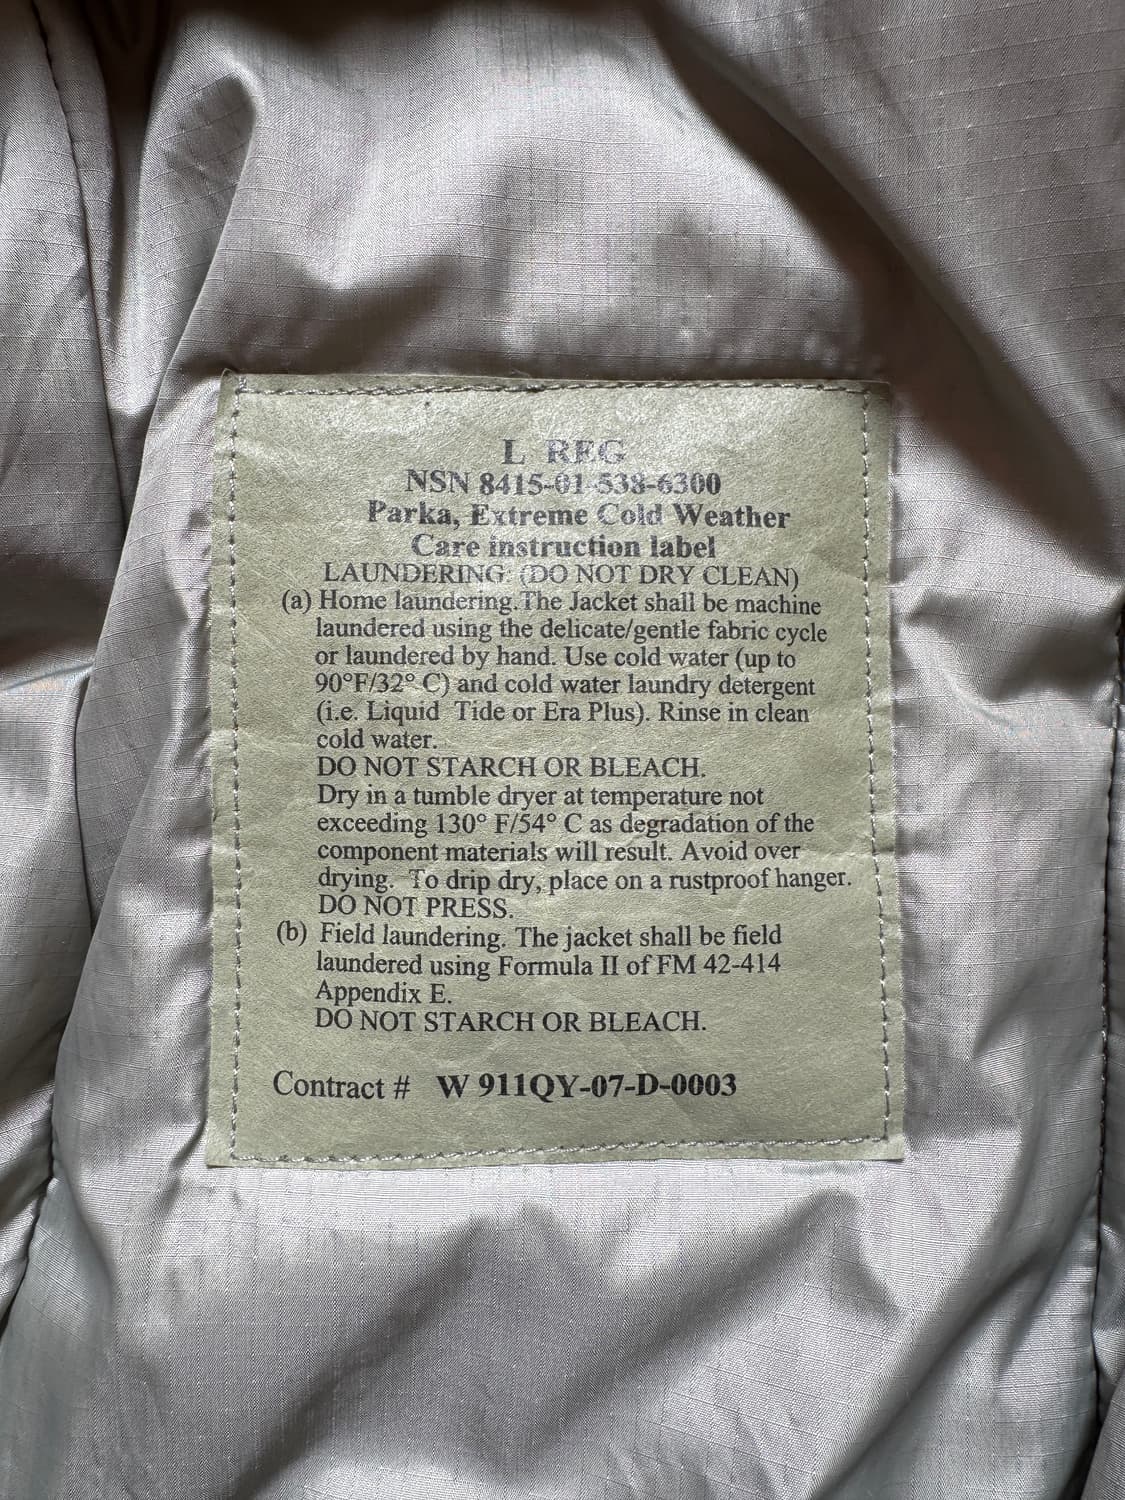 L REG
NSN 8415-01-538-6300
Parka, Extreme Cold Weather
Care instruction label
LAUNDERING: (DO NOT DRY CLEAN)
(a) Home laundering.The Jacket shall be machine
laundered using the delicate/gentle fabric cycle
or laundered by hand. Use cold water (up to
90°F/32° C) and cold water laundry detergent
(i.e. Liquid Tide or Era Plus). Rinse in clean
cold water.
DO NOT STARCH OR BLEACH.
Dry in a tumble dryer at temperature not
exceeding 130° F/54° C as degradation of the
component materials will result. Avoid over
drying. To drip dry, place on a rustproof hanger.
DO NOT PRESS.
(b) Field laundering. The jacket shall be field
laundered using Formula II of FM 42-414
Appendix E.
DO NOT STARCH OR BLEACH.
Contract # W 911QY-07-D-0003